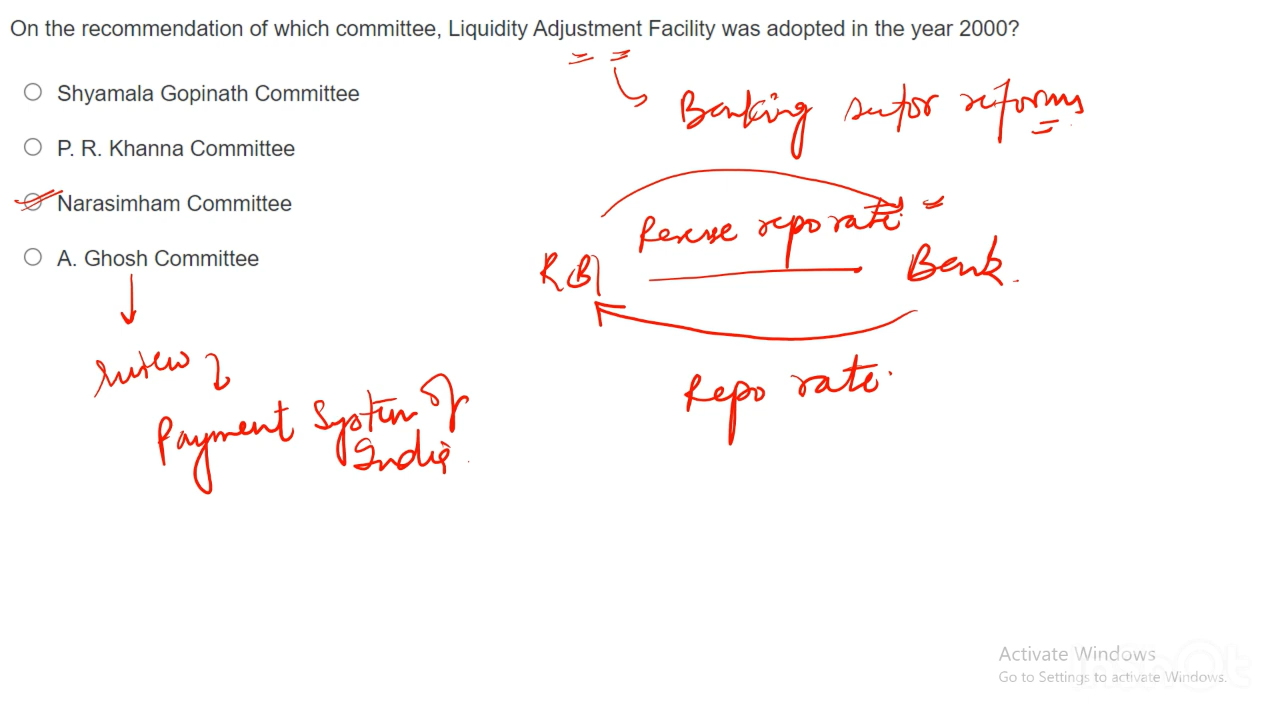 On the recommendation of which committee, Liquidity Adjustment Facility was adopted in the year 2000?
Shyamala Gopinath Committee
P. R. Khanna Committee
Narasimham Committee
A. Ghosh Committee
Banking sector reforms
Reverse repo rate
RBI
Bank.
Repo rate.
Payment System of
India
Activate Windows
Go to Settings to activate Windows.